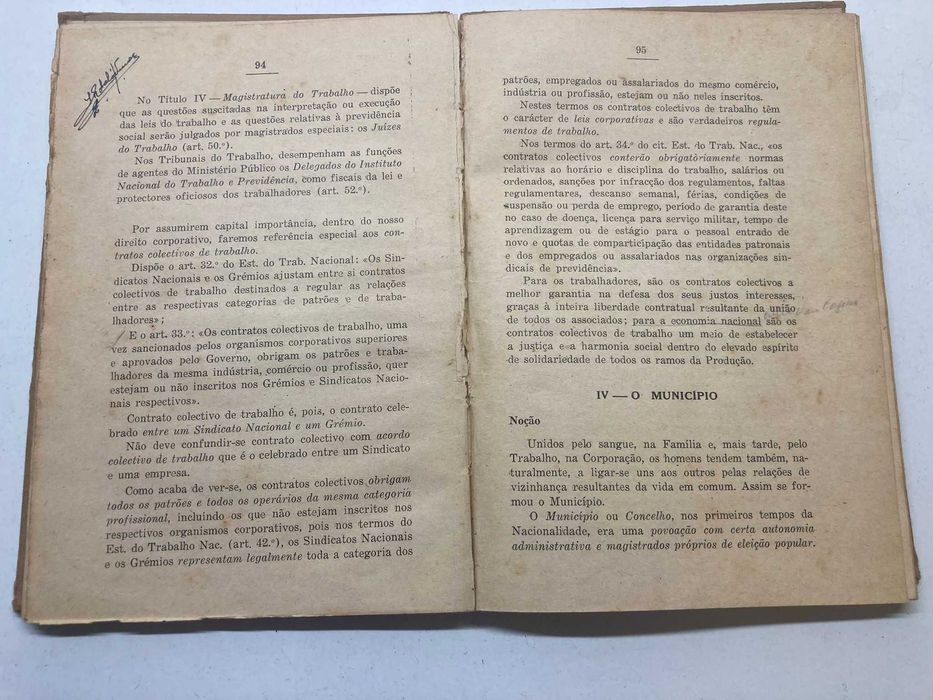 94
No Título IV — Magistratura do Trabalho — dispõe
que as questões suscitadas na interpretação ou execução
das leis do trabalho e as questões relativas à previdência
social serão julgados por magistrados especiais: os Juízes
do Trabalho (art. 50.º).
Nos Tribunais do Trabalho, desempenham as funções
de agentes do Ministério Público os Delegados do Instituto
Nacional do Trabalho e Previdência, como fiscais da lei e
protectores oficiosos dos trabalhadores (art. 52.º).
Por assumirem capital importância, dentro do nosso
direito corporativo, faremos referência especial aos con-
tratos colectivos de trabalho.
Dispõe o art. 32.º do Est. do Trab. Nacional: «Os Sin-
dicatos Nacionais e os Grémios ajustam entre si contratos
colectivos de trabalho destinados a regular as relações
entre as respectivas categorias de patrões e de traba-
lhadores»;
E o art. 33.º: «Os contratos colectivos de trabalho, uma
vez sancionados pelos organismos corporativos superiores
e aprovados pelo Governo, obrigam os patrões e traba-
lhadores da mesma indústria, comércio ou profissão, quer
estejam ou não inscritos nos Grémios e Sindicatos Nacio-
nais respectivos».
Contrato colectivo de trabalho é, pois, o contrato cele-
brado entre um Sindicato Nacional e um Grémio.
Não deve confundir-se contrato colectivo com acordo
colectivo de trabalho que é o celebrado entre um Sindicato
e uma empresa.
Como acaba de ver-se, os contratos colectivos obrigam
todos os patrões e todos os operários da mesma categoria
profissional, incluindo os que não estejam inscritos nos
respectivos organismos corporativos, pois nos termos do
Est. do Trabalho Nac. (art. 42.º), os Sindicatos Nacionais
e os Grémios representam legalmente toda a categoria dos
95
patrões, empregados ou assalariados do mesmo comércio,
indústria ou profissão, estejam ou não neles inscritos.
Nestes termos os contratos colectivos de trabalho têm
o carácter de leis corporativas e são verdadeiros regula-
mentos de trabalho.
Nos termos do art. 34.º do cit. Est. do Trab. Nac., «os
contratos colectivos conterão obrigatòriamente normas
relativas ao horário e disciplina do trabalho, salários ou
ordenados, sanções por infracção dos regulamentos, faltas
regulamentares, descanso semanal, férias, condições de
suspensão ou perda de emprego, período de garantia deste
no caso de doença, licença para serviço militar, tempo de
aprendizagem ou de estágio para o pessoal entrado de
novo e quotas de comparticipação das entidades patronais
e dos empregados ou assalariados nas organizações sin-
dicais de previdência».
Para os trabalhadores, são os contratos colectivos a
melhor garantia na defesa dos seus justos interesses,
graças à inteira liberdade contratual resultante da união
de todos os associados; para a economia nacional são os
contratos colectivos de trabalho um meio de estabelecer
a justiça e a harmonia social dentro do elevado espírito
de solidariedade de todos os ramos da Produção.
IV — O MUNICÍPIO
Noção
Unidos pelo sangue, na Família e, mais tarde, pelo
Trabalho, na Corporação, os homens tendem também, na-
turalmente, a ligar-se uns aos outros pelas relações de
vizinhança resultantes da vida em comum. Assim se for-
mou o Município.
O Município ou Concelho, nos primeiros tempos da
Nacionalidade, era uma povoação com certa autonomia
administrativa e magistrados próprios de eleição popular.